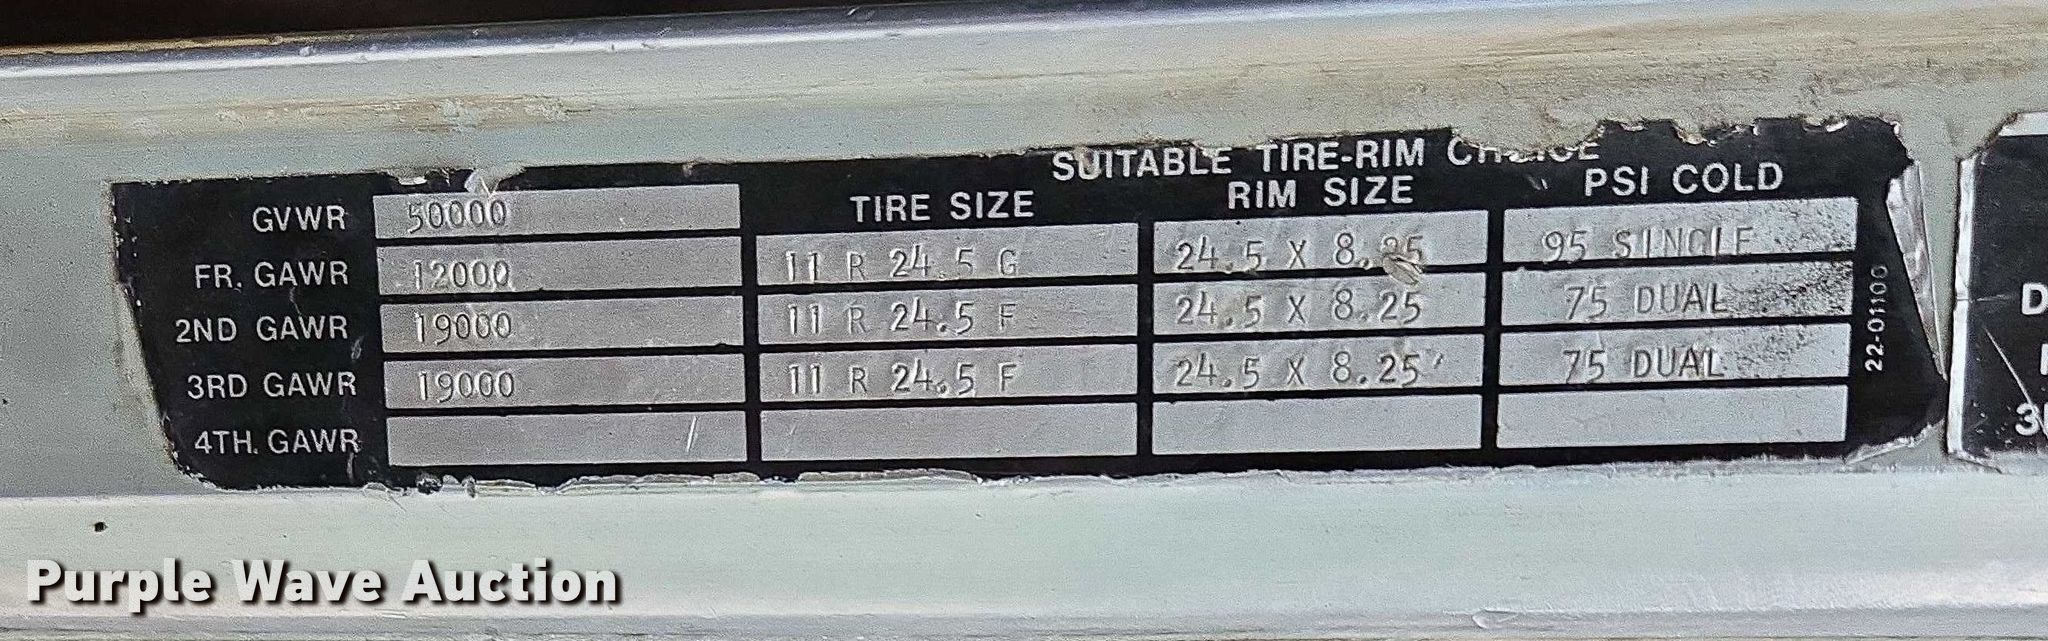 SUITABLE TIRE-RIM CHOICE
TIRE SIZE RIM SIZE PSI COLD
GVWR 50000
FR. GAWR 12000 11 R 24.5 G 24.5 X 8.25 95 SINGLE
2ND GAWR 19000 11 R 24.5 F 24.5 X 8.25 75 DUAL
3RD GAWR 19000 11 R 24.5 F 24.5 X 8.25 75 DUAL
4TH. GAWR
22-01100
D
3
Purple Wave Auction